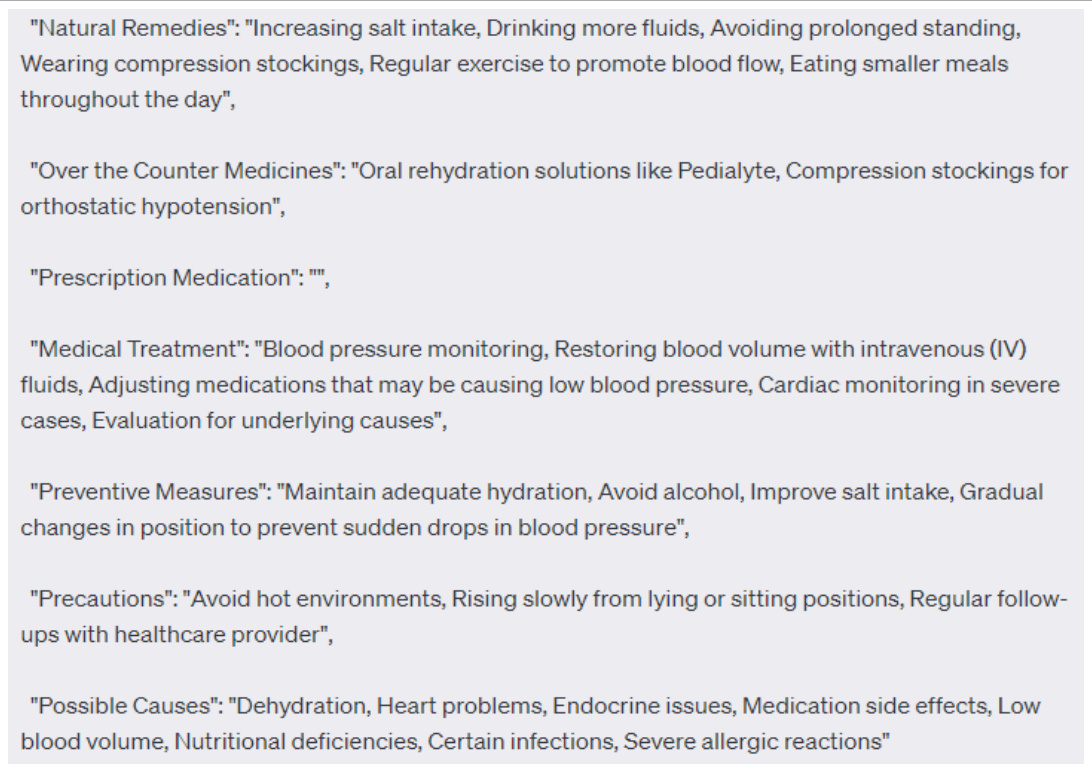 "Natural Remedies": "Increasing salt intake, Drinking more fluids, Avoiding prolonged standing,
Wearing compression stockings, Regular exercise to promote blood flow, Eating smaller meals
throughout the day",
"Over the Counter Medicines": "Oral rehydration solutions like Pedialyte, Compression stockings for
orthostatic hypotension",
"Prescription Medication": "",
"Medical Treatment": "Blood pressure monitoring, Restoring blood volume with intravenous (IV)
fluids, Adjusting medications that may be causing low blood pressure, Cardiac monitoring in severe
cases, Evaluation for underlying causes",
"Preventive Measures": "Maintain adequate hydration, Avoid alcohol, Improve salt intake, Gradual
changes in position to prevent sudden drops in blood pressure",
"Precautions": "Avoid hot environments, Rising slowly from lying or sitting positions, Regular follow-
ups with healthcare provider",
"Possible Causes": "Dehydration, Heart problems, Endocrine issues, Medication side effects, Low
blood volume, Nutritional deficiencies, Certain infections, Severe allergic reactions"